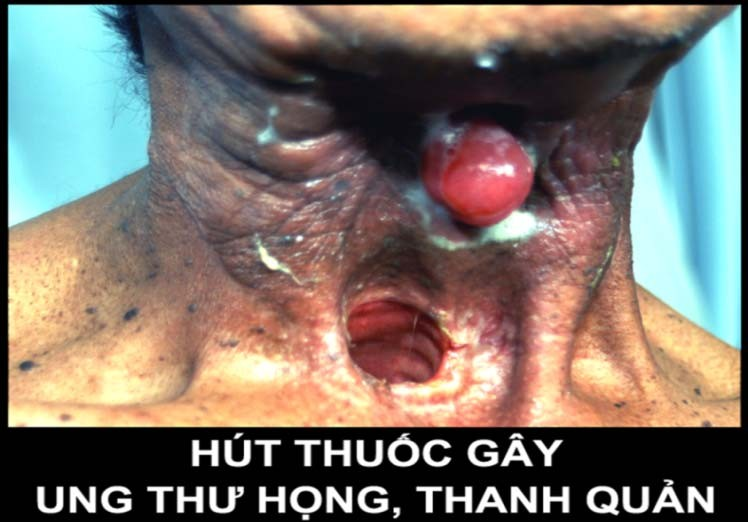 HÚT THUỐC GÂY
UNG THƯ HỌNG, THANH QUẢN